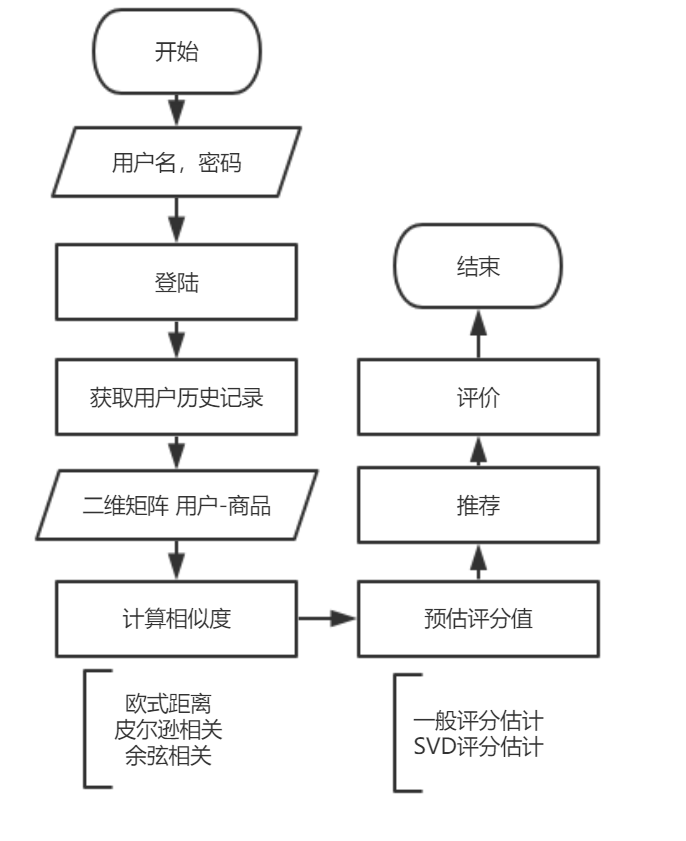 开始
用户名，密码
登陆
获取用户历史记录
二维矩阵 用户-商品
计算相似度
欧式距离
皮尔逊相关
余弦相关
结束
评价
推荐
预估评分值
一般评分估计
SVD评分估计